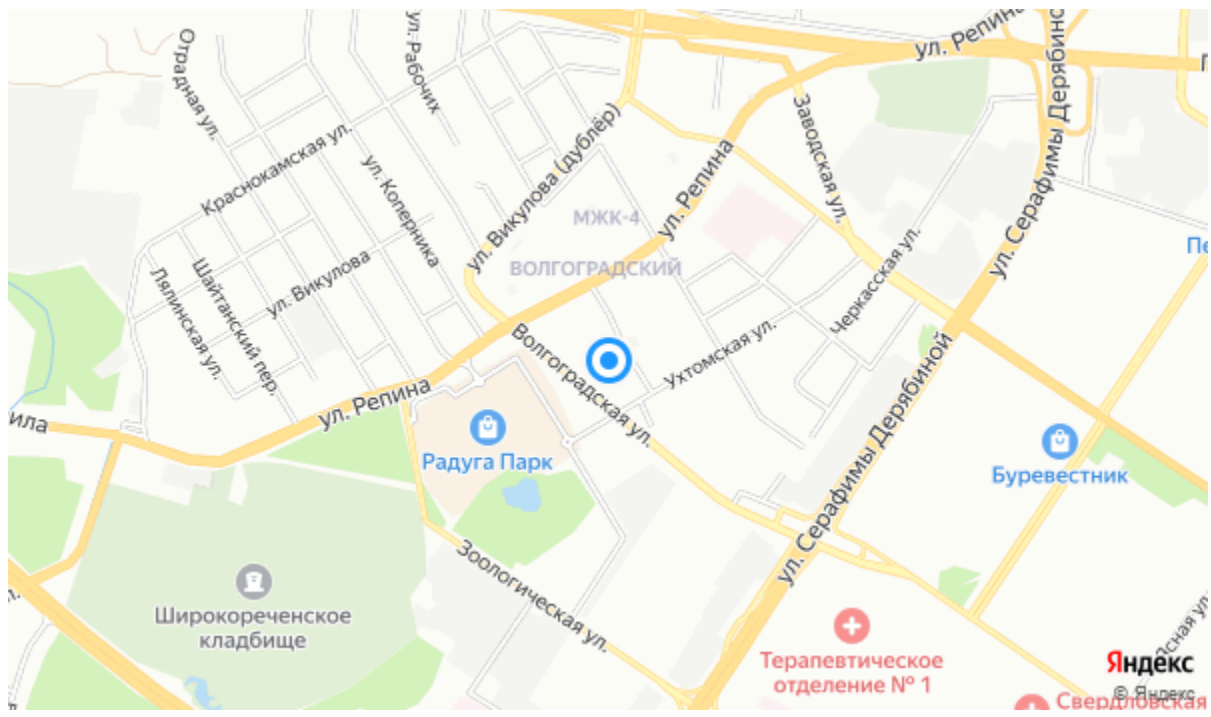 ул. Репина
Отрадная ул.
ул. Рабочих
ул. Серафимы Дерябиной
Заводская ул.
Краснокамская ул.
ул. Викулова (дублёр)
ул. Коперника
ул. Репина
МЖК-4
ВОЛГОГРАДСКИЙ
ул. Викулова
Шайтанский пер.
Лялинская ул.
Черкасская ул.
Волгоградская ул.
Ухтомская ул.
ул. Репина
Радуга Парк
Буревестник
ул. Серафимы Дерябиной
Зоологическая ул.
Широкореченское
кладбище
Терапевтическое
отделение № 1
Яндекс
© Яндекс
Свердловская